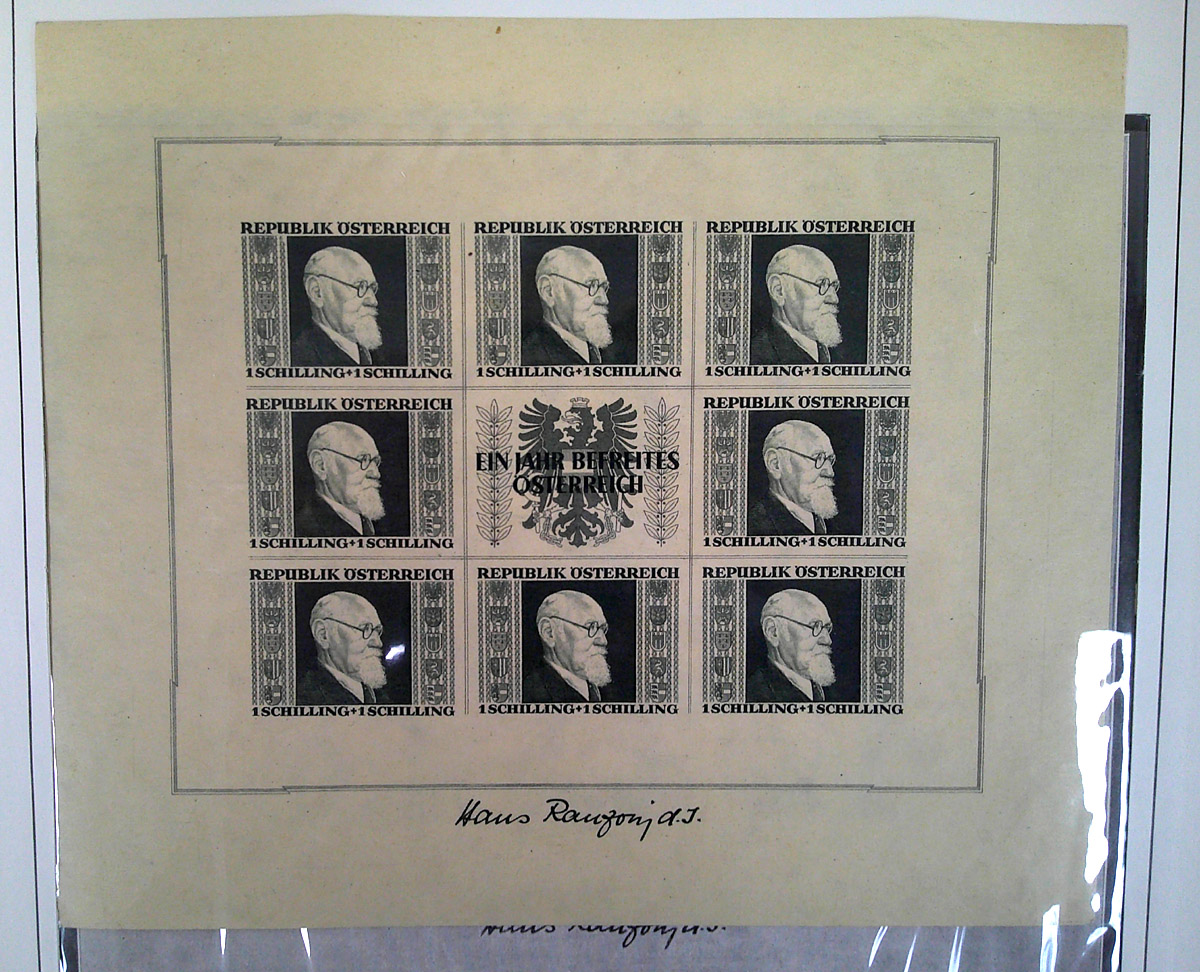 REPUBLIK ÖSTERREICH REPUBLIK ÖSTERREICH REPUBLIK ÖSTERREICH
1 SCHILLING+1 SCHILLING 1 SCHILLING+1 SCHILLING 1 SCHILLING+1 SCHILLING
REPUBLIK ÖSTERREICH REPUBLIK ÖSTERREICH
EIN JAHR BEFREITES
ÖSTERREICH
1 SCHILLING+1 SCHILLING 1 SCHILLING+1 SCHILLING
REPUBLIK ÖSTERREICH REPUBLIK ÖSTERREICH REPUBLIK ÖSTERREICH
1 SCHILLING+1 SCHILLING 1 SCHILLING+1 SCHILLING 1 SCHILLING+1 SCHILLING
Hans Ranzoni d.J.
Hans Ranzoni d.J.